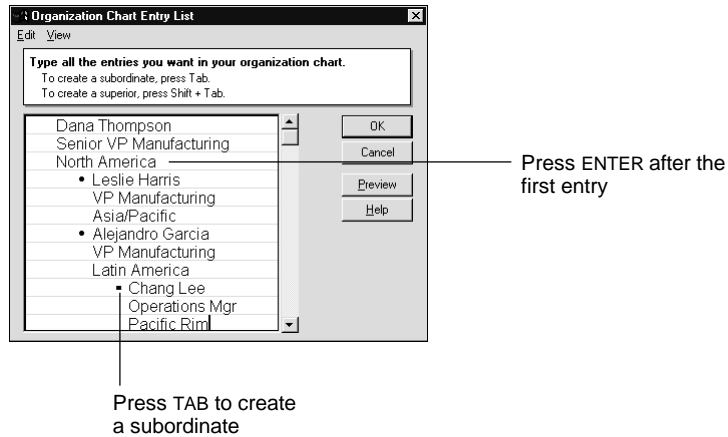 Organization Chart Entry List
Edit View
Type all the entries you want in your organization chart.
To create a subordinate, press Tab.
To create a superior, press Shift + Tab.
Dana Thompson
Senior VP Manufacturing
North America
• Leslie Harris
VP Manufacturing
Asia/Pacific
• Alejandro Garcia
VP Manufacturing
Latin America
▪ Chang Lee
Operations Mgr
Pacific Rim
OK
Cancel
Preview
Help
Press ENTER after the
first entry
Press TAB to create
a subordinate